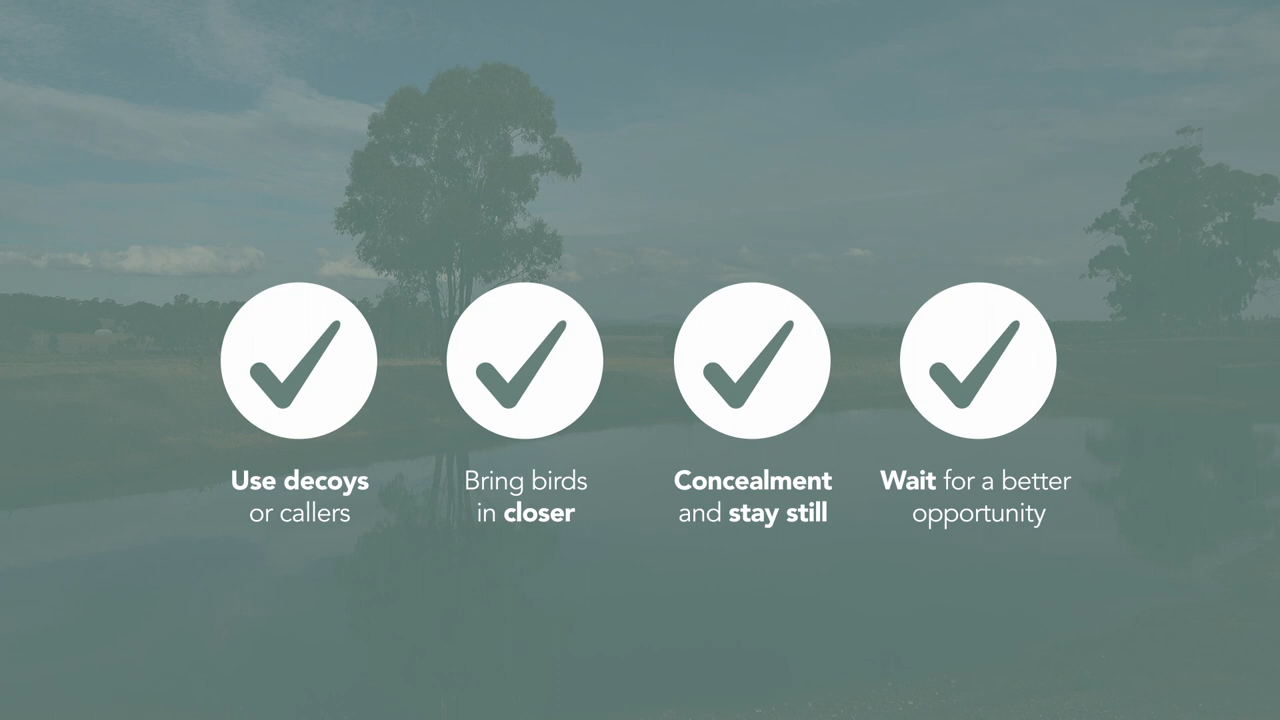 Use decoys
or callers
Bring birds
in closer
Concealment
and stay still
Wait for a better
opportunity